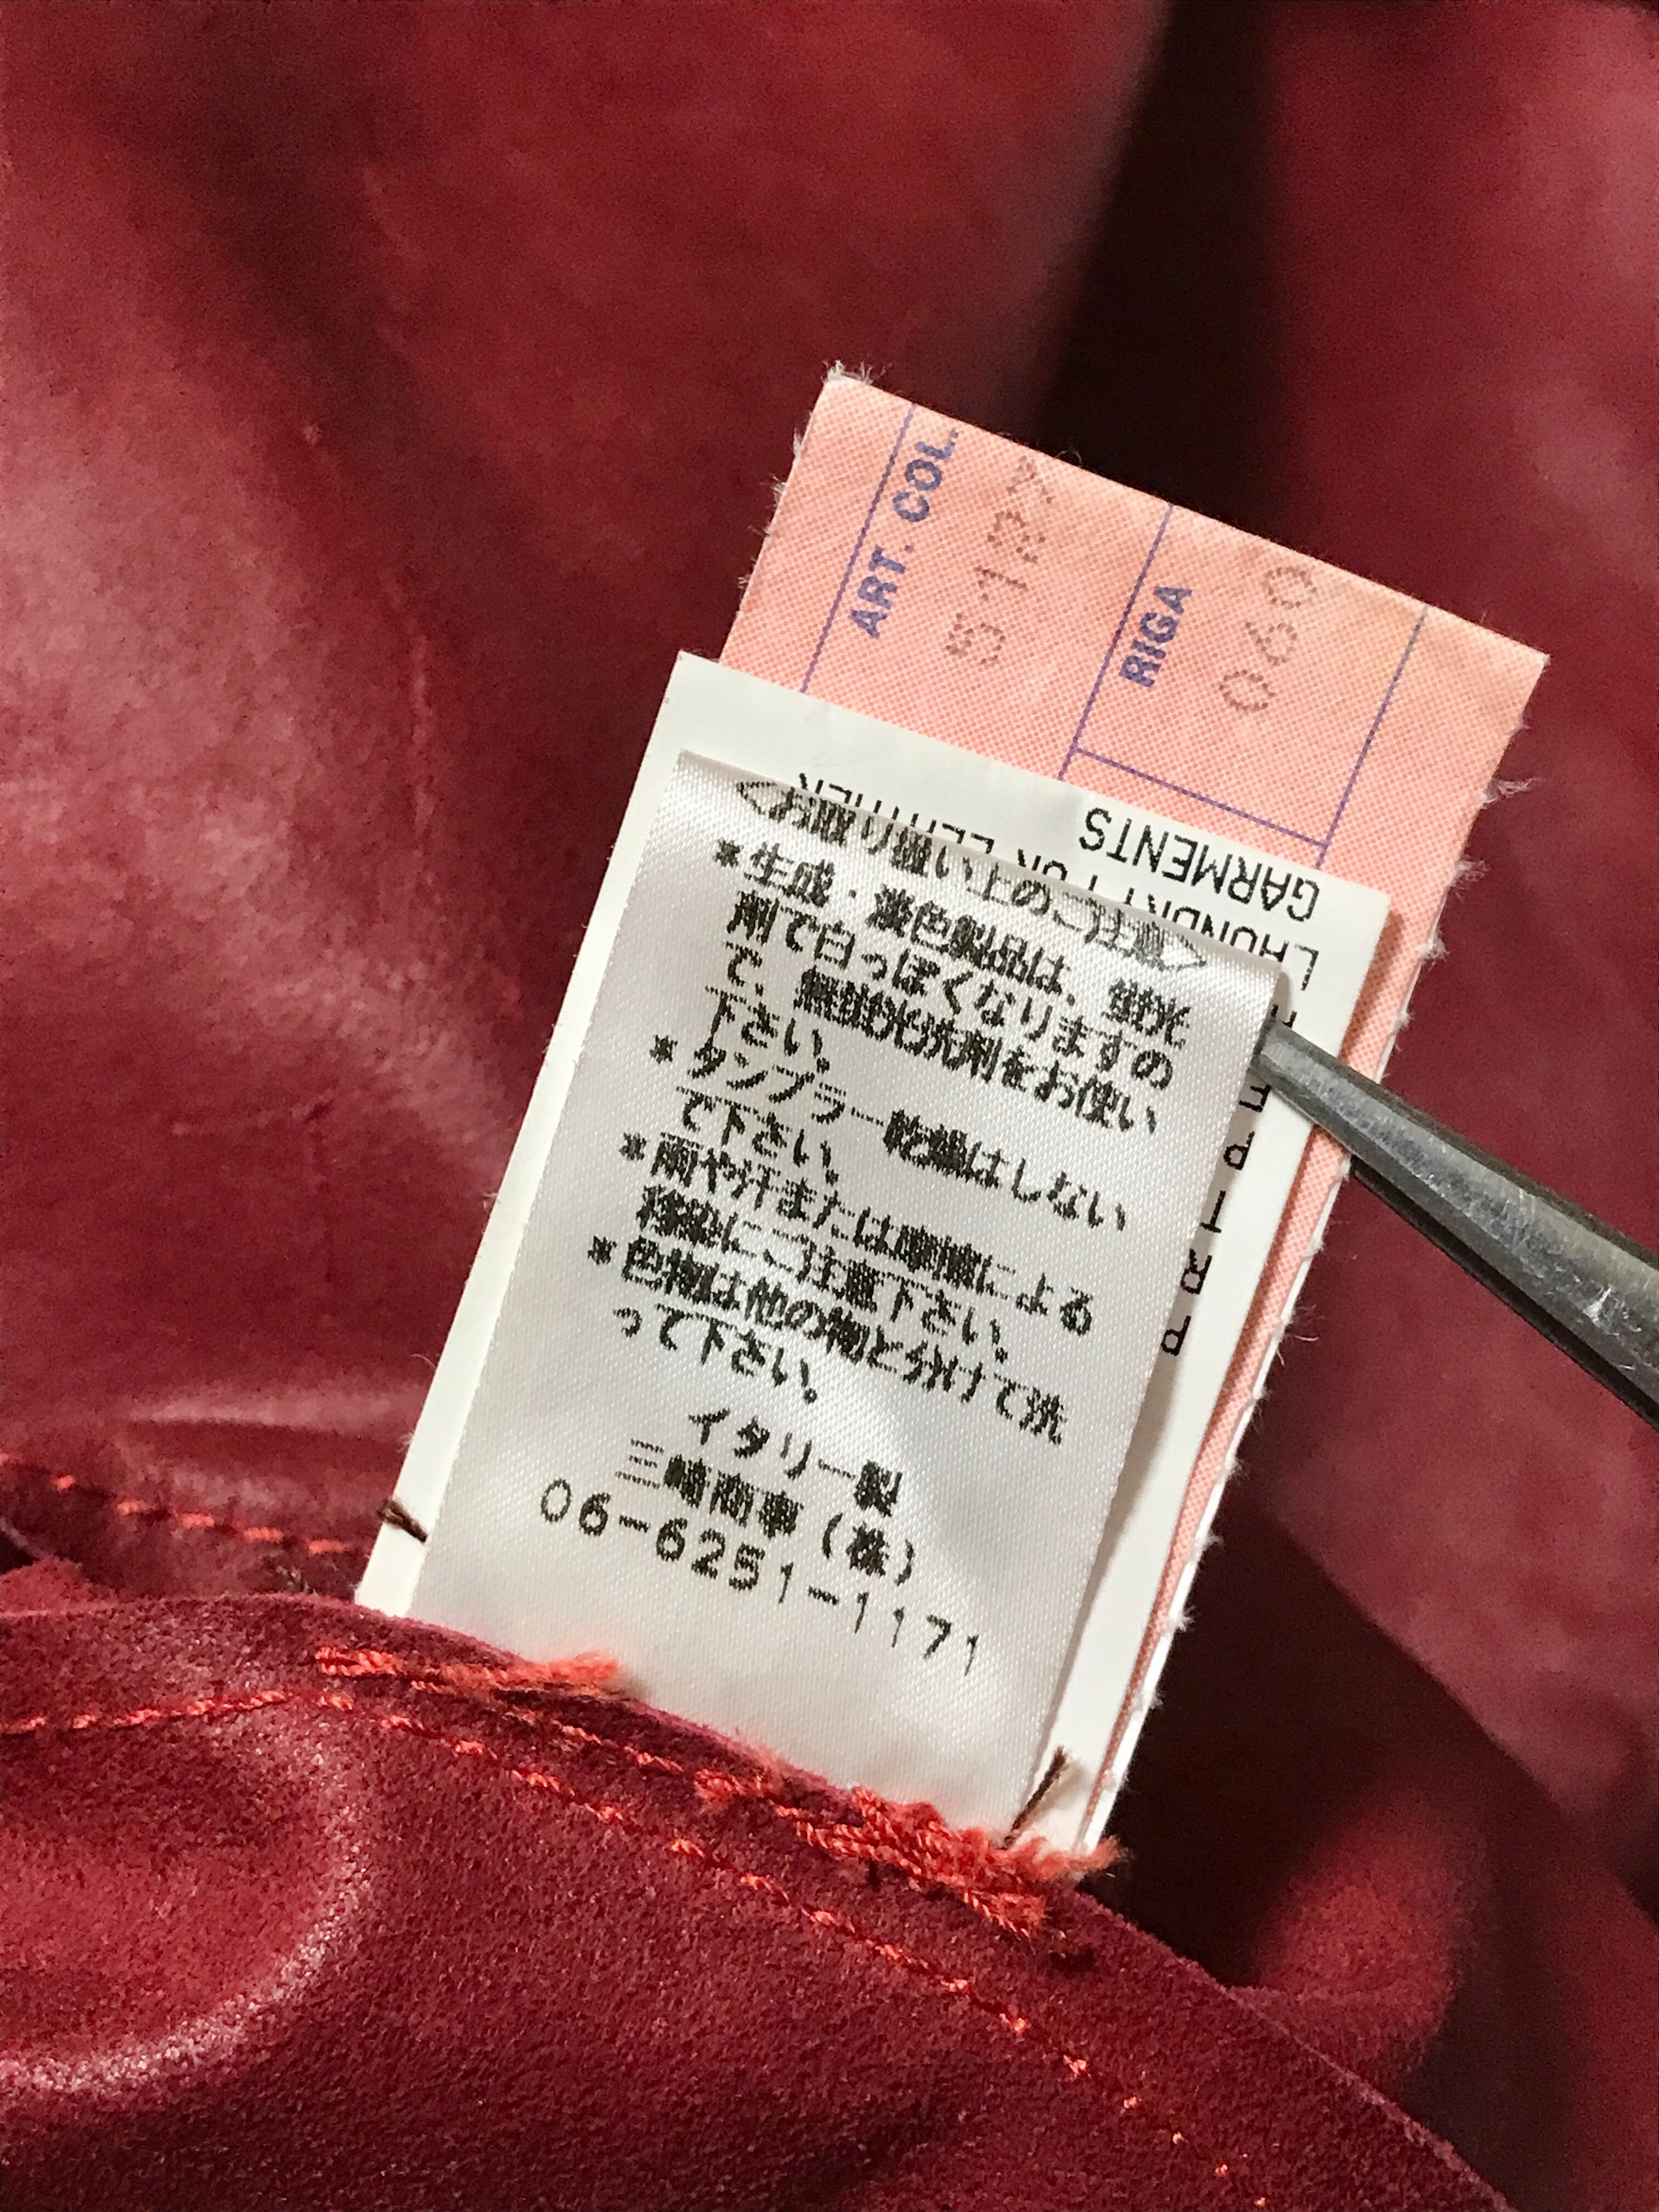 ART. COL.
RIGA
060
GARMENTS
LAUNDRY FOR LEATHER
<お取り扱い上のご注意>
*生成・淡色製品は、蛍光
剤で白っぽくなりますの
で、無蛍光洗剤をお使い
下さい。
*タンブラー乾燥はしない
で下さい。
*雨や汗または摩擦による
移染にご注意下さい。
*色物は他の物と分けて洗
って下さい。
イタリー製
三崎商事(株)
06-6251-1171